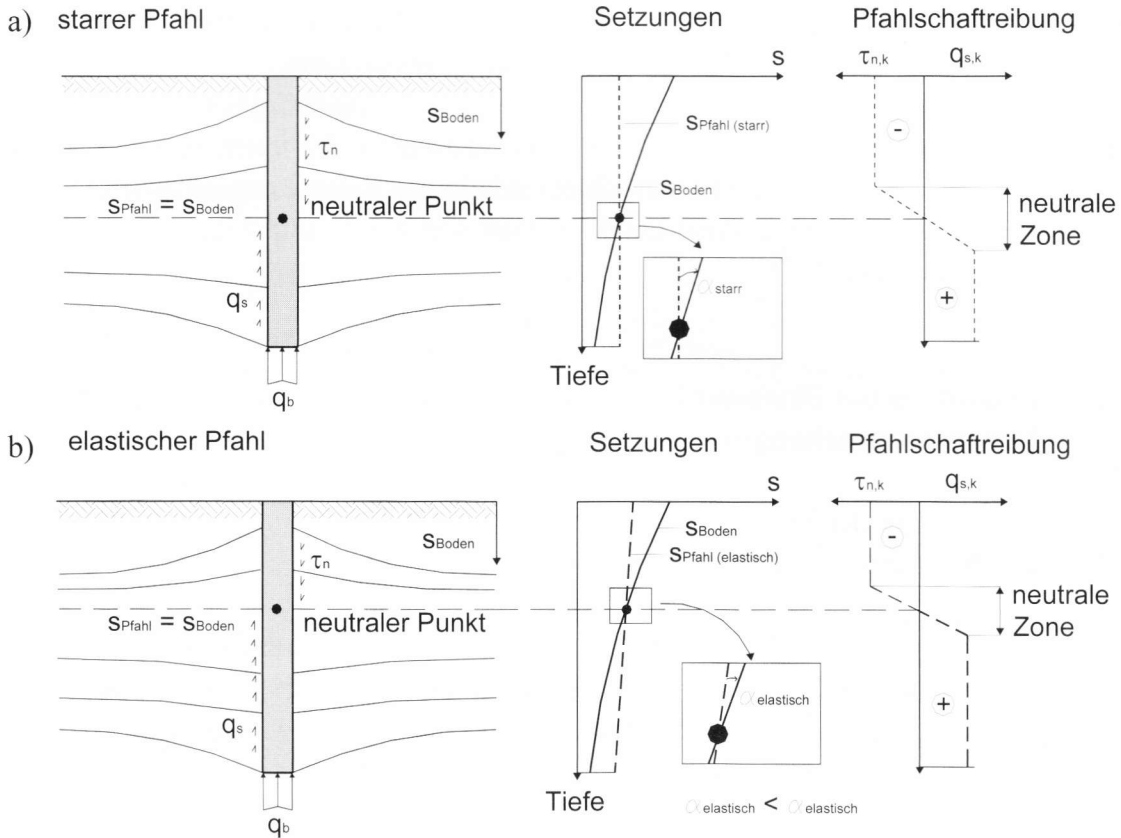 a) starrer Pfahl
Setzungen
Pfahlschaftreibung
s
τn,k
qs,k
sBoden
τn
sPfahl (starr)
-
sPfahl = sBoden
neutraler Punkt
sBoden
neutrale
Zone
αstarr
qs
+
Tiefe
qb
b) elastischer Pfahl
Setzungen
Pfahlschaftreibung
s
τn,k
qs,k
sBoden
τn
sBoden
sPfahl (elastisch)
-
sPfahl = sBoden
neutraler Punkt
neutrale
Zone
αelastisch
qs
+
Tiefe
αelastisch < αelastisch
qb